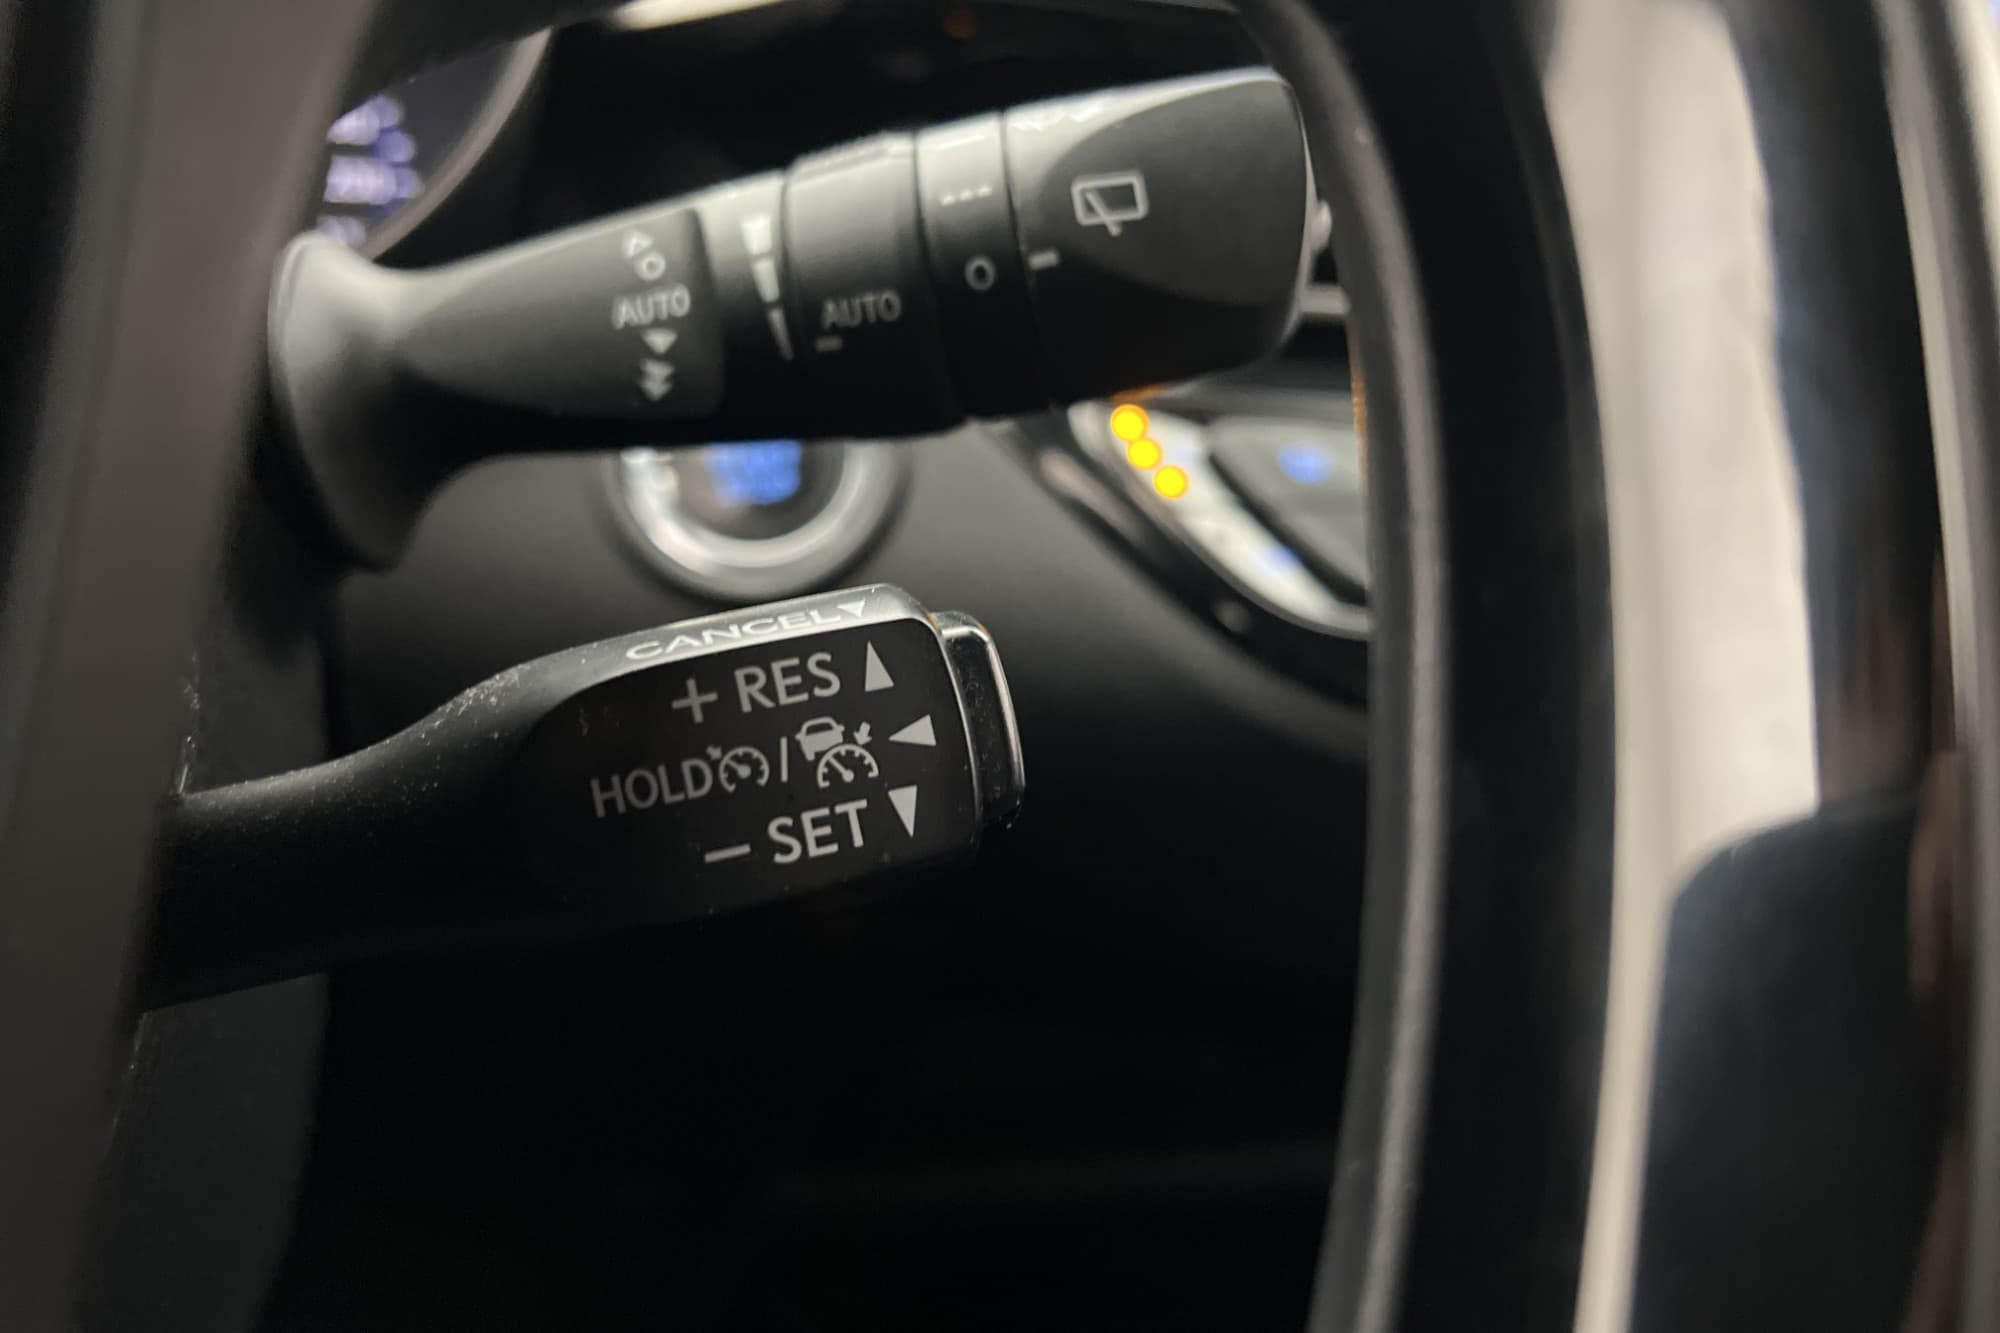 AUTO
AUTO
CANCEL
+ RES
HOLD /
− SET